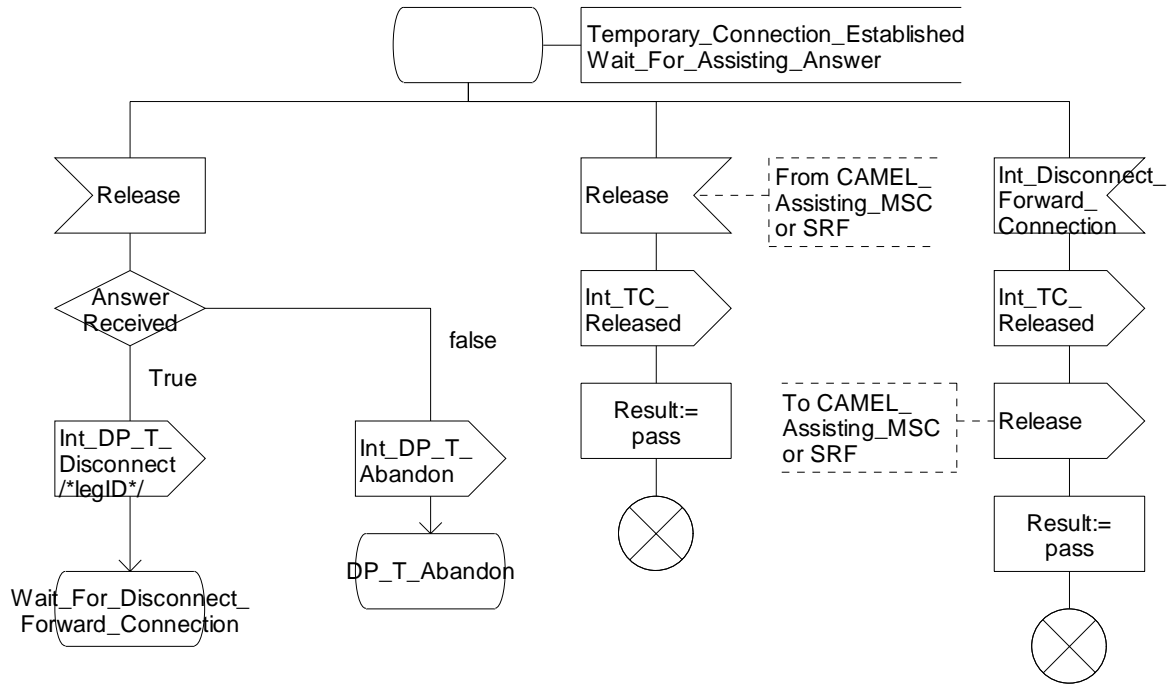 Temporary_Connection_Established
Wait_For_Assisting_Answer
Release
Release
From CAMEL_
Assisting_MSC
or SRF
Int_Disconnect_
Forward_
Connection
Answer
Received
false
True
Int_TC_
Released
Int_TC_
Released
Int_DP_T_
Disconnect
/*legID*/
Int_DP_T_
Abandon
Result:=
pass
To CAMEL_
Assisting_MSC
or SRF
Release
Wait_For_Disconnect_
Forward_Connection
DP_T_Abandon
Result:=
pass